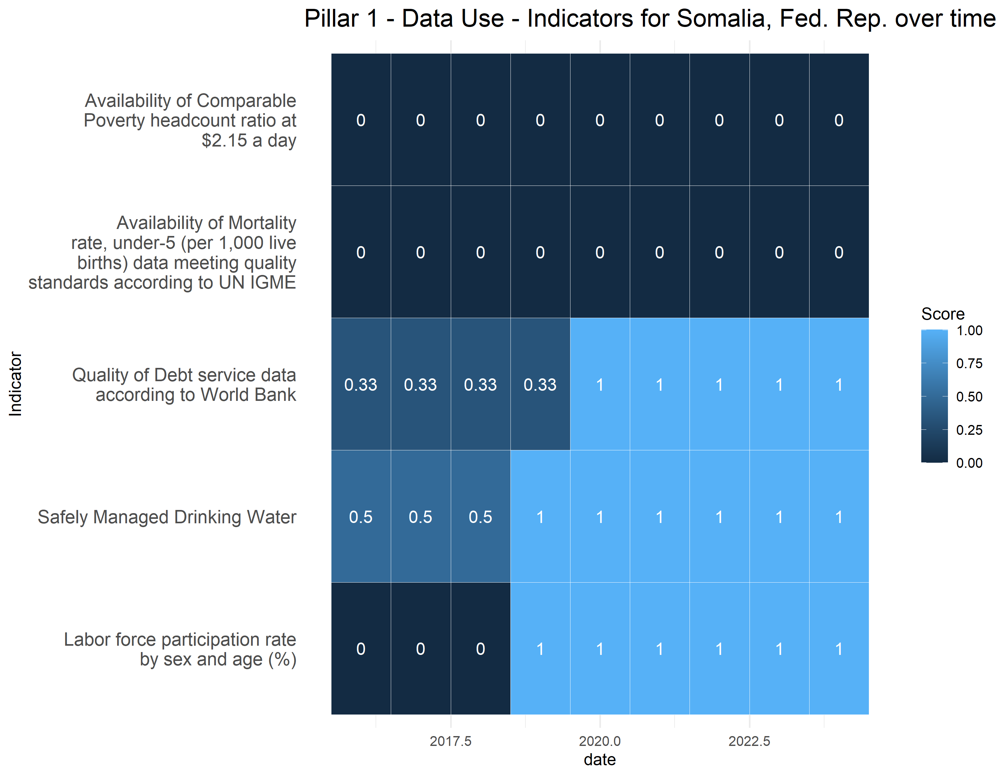 Pillar 1 - Data Use - Indicators for Somalia, Fed. Rep. over time
Availability of Comparable
Poverty headcount ratio at
$2.15 a day
0 0 0 0 0 0 0 0 0
Availability of Mortality
rate, under-5 (per 1,000 live
births) data meeting quality
standards according to UN IGME
0 0 0 0 0 0 0 0 0
Quality of Debt service data
according to World Bank
0.33 0.33 0.33 0.33 1 1 1 1 1
Safely Managed Drinking Water
0.5 0.5 0.5 1 1 1 1 1 1
Labor force participation rate
by sex and age (%)
0 0 0 1 1 1 1 1 1
Indicator
2017.5 2020.0 2022.5
date
Score
1.00
0.75
0.50
0.25
0.00